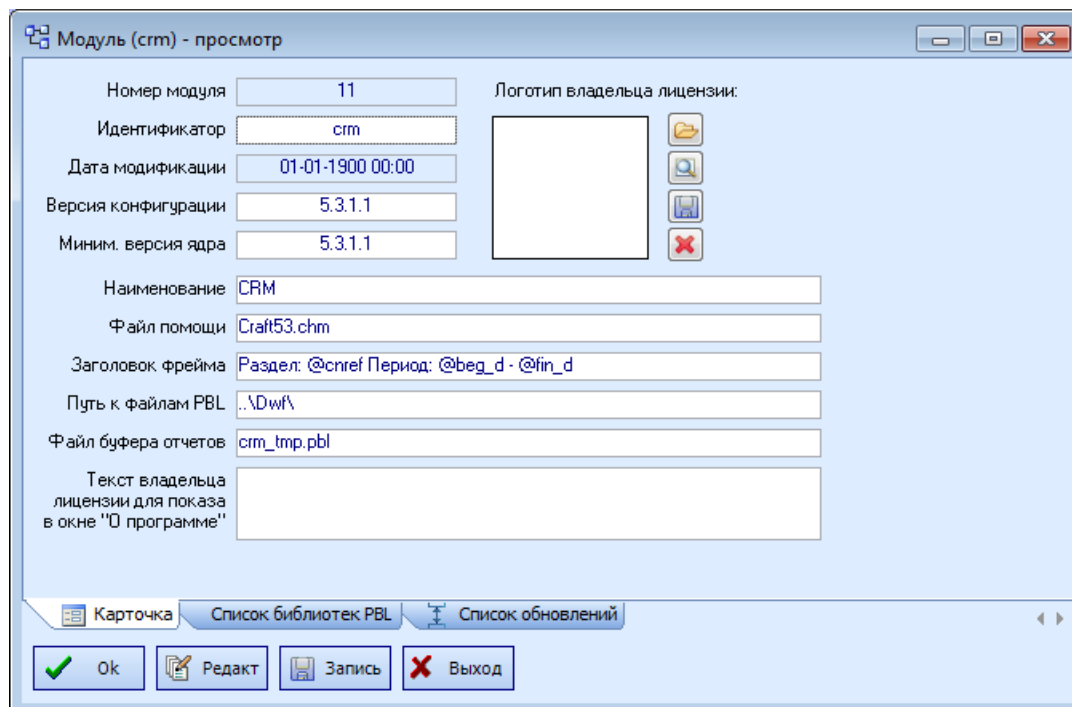 Модуль (crm) - просмотр
Номер модуля 11
Логотип владельца лицензии:
Идентификатор crm
Дата модификации 01-01-1900 00:00
Версия конфигурации 5.3.1.1
Миним. версия ядра 5.3.1.1
Наименование CRM
Файл помощи Craft53.chm
Заголовок фрейма Раздел: @cnref Период: @beg_d - @fin_d
Путь к файлам PBL ..\Dwf\
Файл буфера отчетов crm_tmp.pbl
Текст владельца
лицензии для показа
в окне "О программе"
Карточка Список библиотек PBL Список обновлений
Ok Редакт Запись Выход